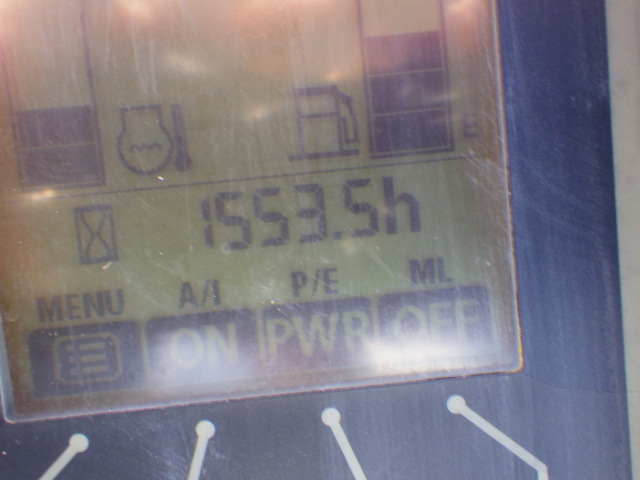 E
1553.5h
MENU A/I P/E ML
ON PWR OFF